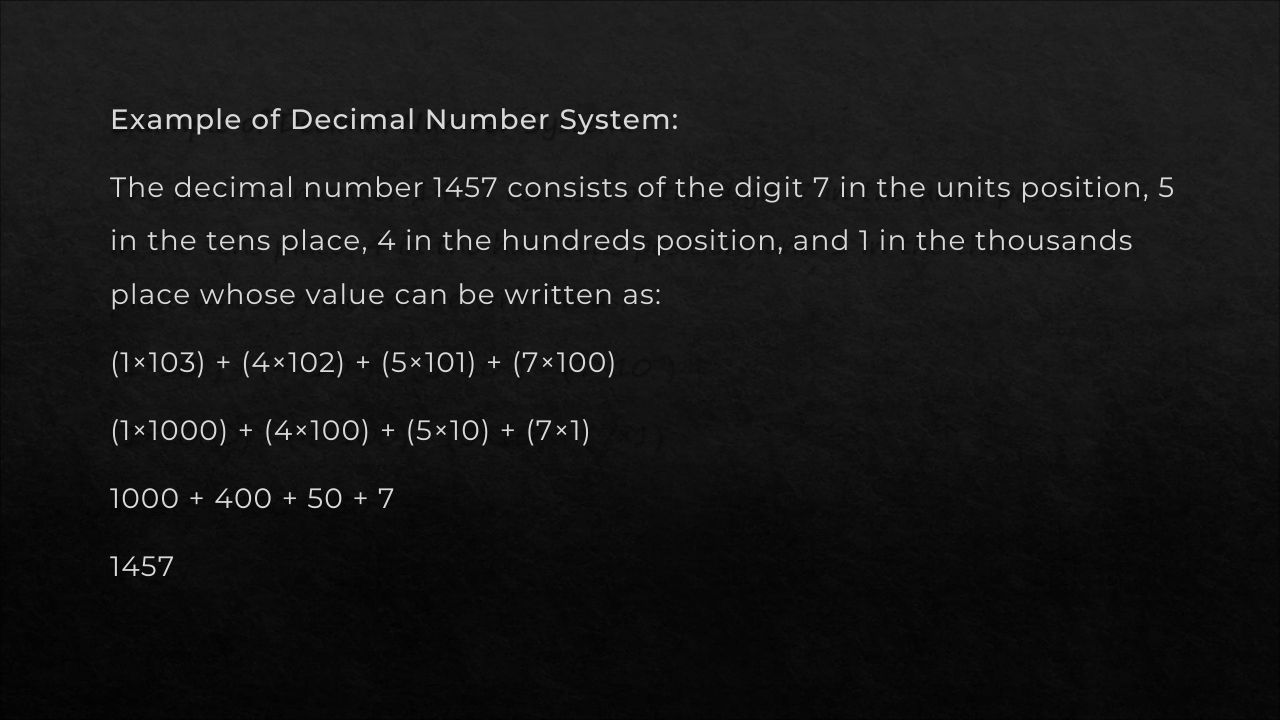 Example of Decimal Number System:
The decimal number 1457 consists of the digit 7 in the units position, 5
in the tens place, 4 in the hundreds position, and 1 in the thousands
place whose value can be written as:
(1×103) + (4×102) + (5×101) + (7×100)
(1×1000) + (4×100) + (5×10) + (7×1)
1000 + 400 + 50 + 7
1457